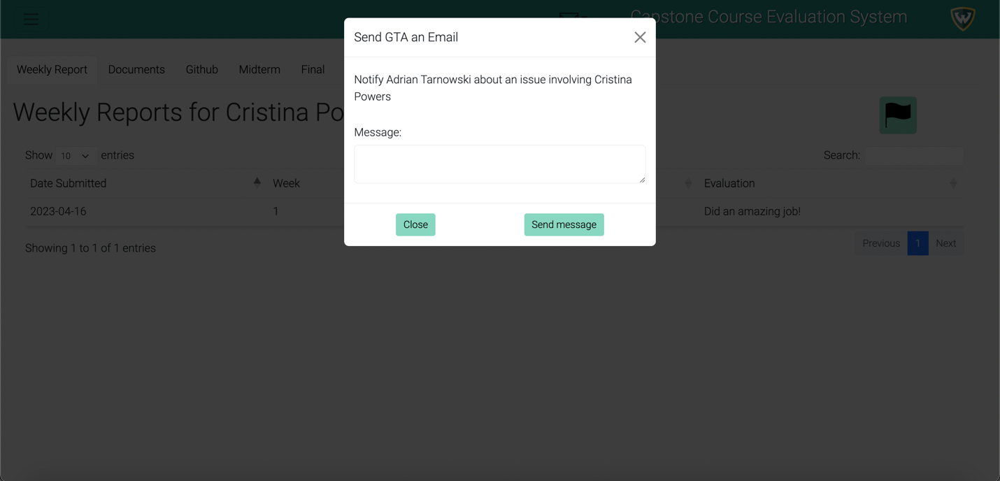 Capstone Course Evaluation System
Send GTA an Email
Weekly Report Documents Github Midterm Final
Notify Adrian Tarnowski about an issue involving Cristina
Powers
Weekly Reports for Cristina Po
Message:
Show 10 entries
Search:
Date Submitted Week Evaluation
2023-04-16 1 Did an amazing job!
Close Send message
Showing 1 to 1 of 1 entries
Previous 1 Next